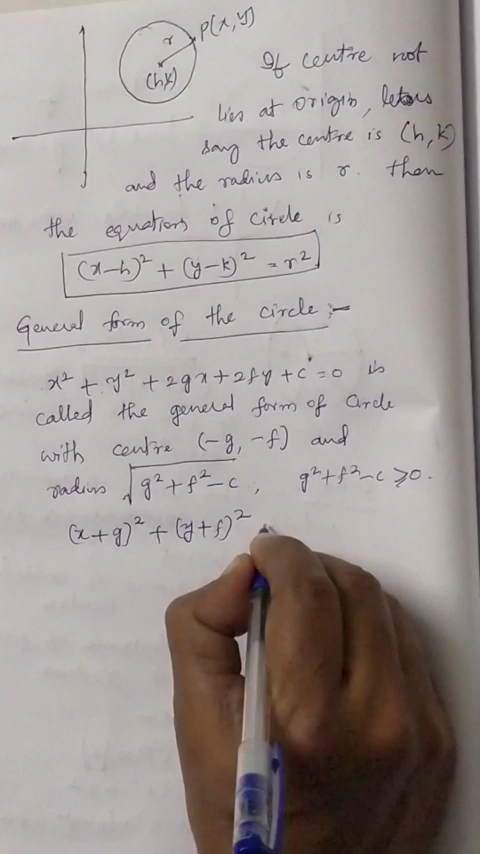 r P(x, y)
(h,k)
If centre not
lies at origin, let us
say the centre is (h, k)
and the radius is r. then
the equation of circle is
(x-h)² + (y-k)² = r²
General form of the circle :-
x² + y² + 2gx + 2fy + c = 0 is
called the general form of circle
with centre (-g, -f) and
radius √g²+f²-c, g²+f²-c ≥ 0.
(x+g)² + (y+f)²